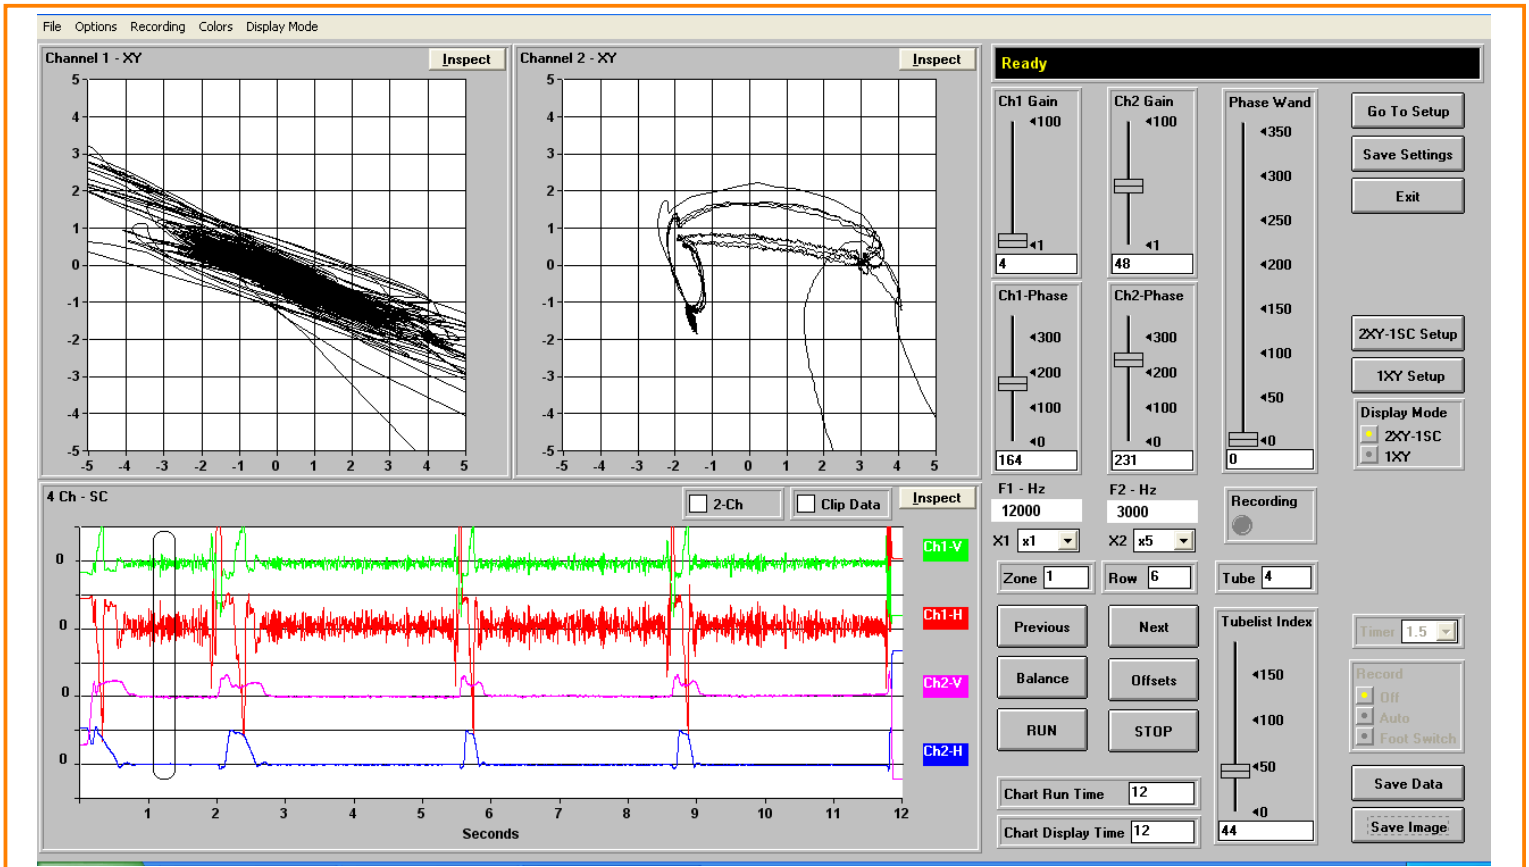 File Options Recording Colors Display Mode
Channel 1 - XY
Inspect
5
4
3
2
1
0
-1
-2
-3
-4
-5
-5 -4 -3 -2 -1 0 1 2 3 4 5
Channel 2 - XY
Inspect
5
4
3
2
1
0
-1
-2
-3
-4
-5
-5 -4 -3 -2 -1 0 1 2 3 4 5
4 Ch - SC
2-Ch
Clip Data
Inspect
0
0
0
0
Ch1-V
Ch1-H
Ch2-V
Ch2-H
1 2 3 4 5 6 7 8 9 10 11 12
Seconds
Ready
Ch1 Gain
100
1
4
Ch2 Gain
100
1
48
Phase Wand
350
300
250
200
150
100
50
0
0
Ch1-Phase
300
200
100
0
164
Ch2-Phase
300
200
100
0
231
F1 - Hz
12000
F2 - Hz
3000
X1 x1
X2 x5
Recording
Zone 1
Row 6
Tube 4
Previous
Next
Balance
Offsets
RUN
STOP
Tubelist Index
150
100
50
0
44
Chart Run Time 12
Chart Display Time 12
Go To Setup
Save Settings
Exit
2XY-1SC Setup
1XY Setup
Display Mode
2XY-1SC
1XY
Timer 1.5
Record
Off
Auto
Foot Switch
Save Data
Save Image